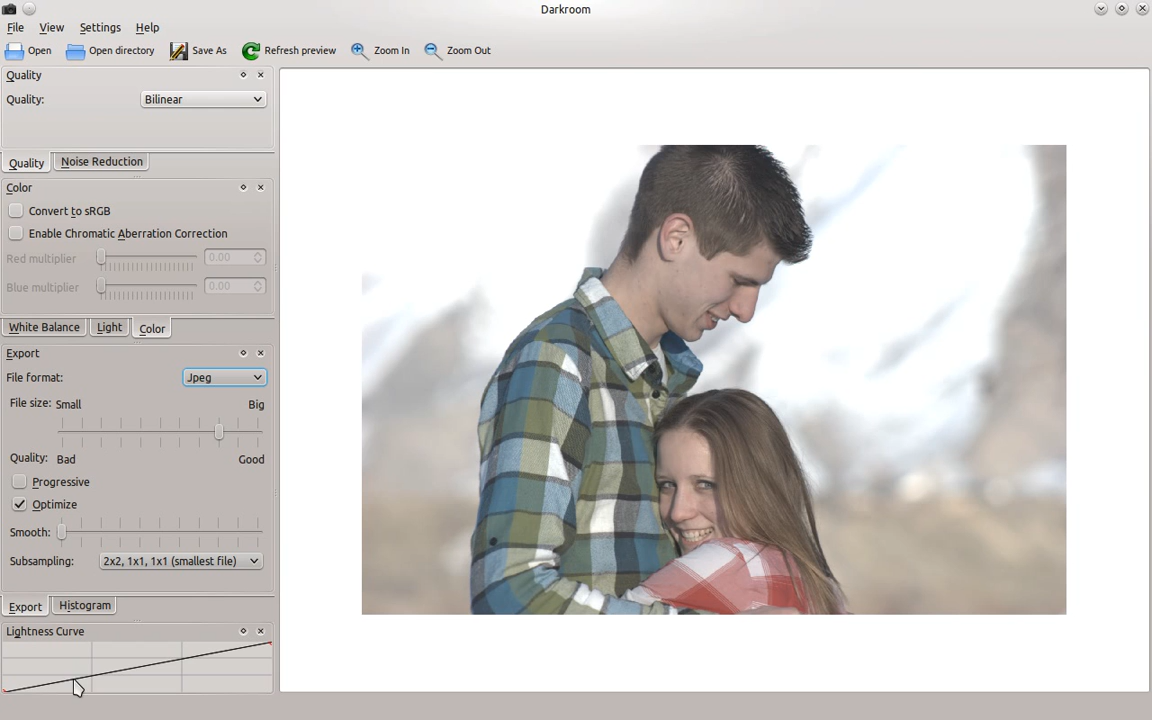 Darkroom
File View Settings Help
Open Open directory Save As Refresh preview Zoom In Zoom Out
Quality
Quality: Bilinear
Quality Noise Reduction
Color
Convert to sRGB
Enable Chromatic Aberration Correction
Red multiplier 0.00
Blue multiplier 0.00
White Balance Light Color
Export
File format: Jpeg
File size: Small Big
Quality: Bad Good
Progressive
Optimize
Smooth:
Subsampling: 2x2, 1x1, 1x1 (smallest file)
Export Histogram
Lightness Curve